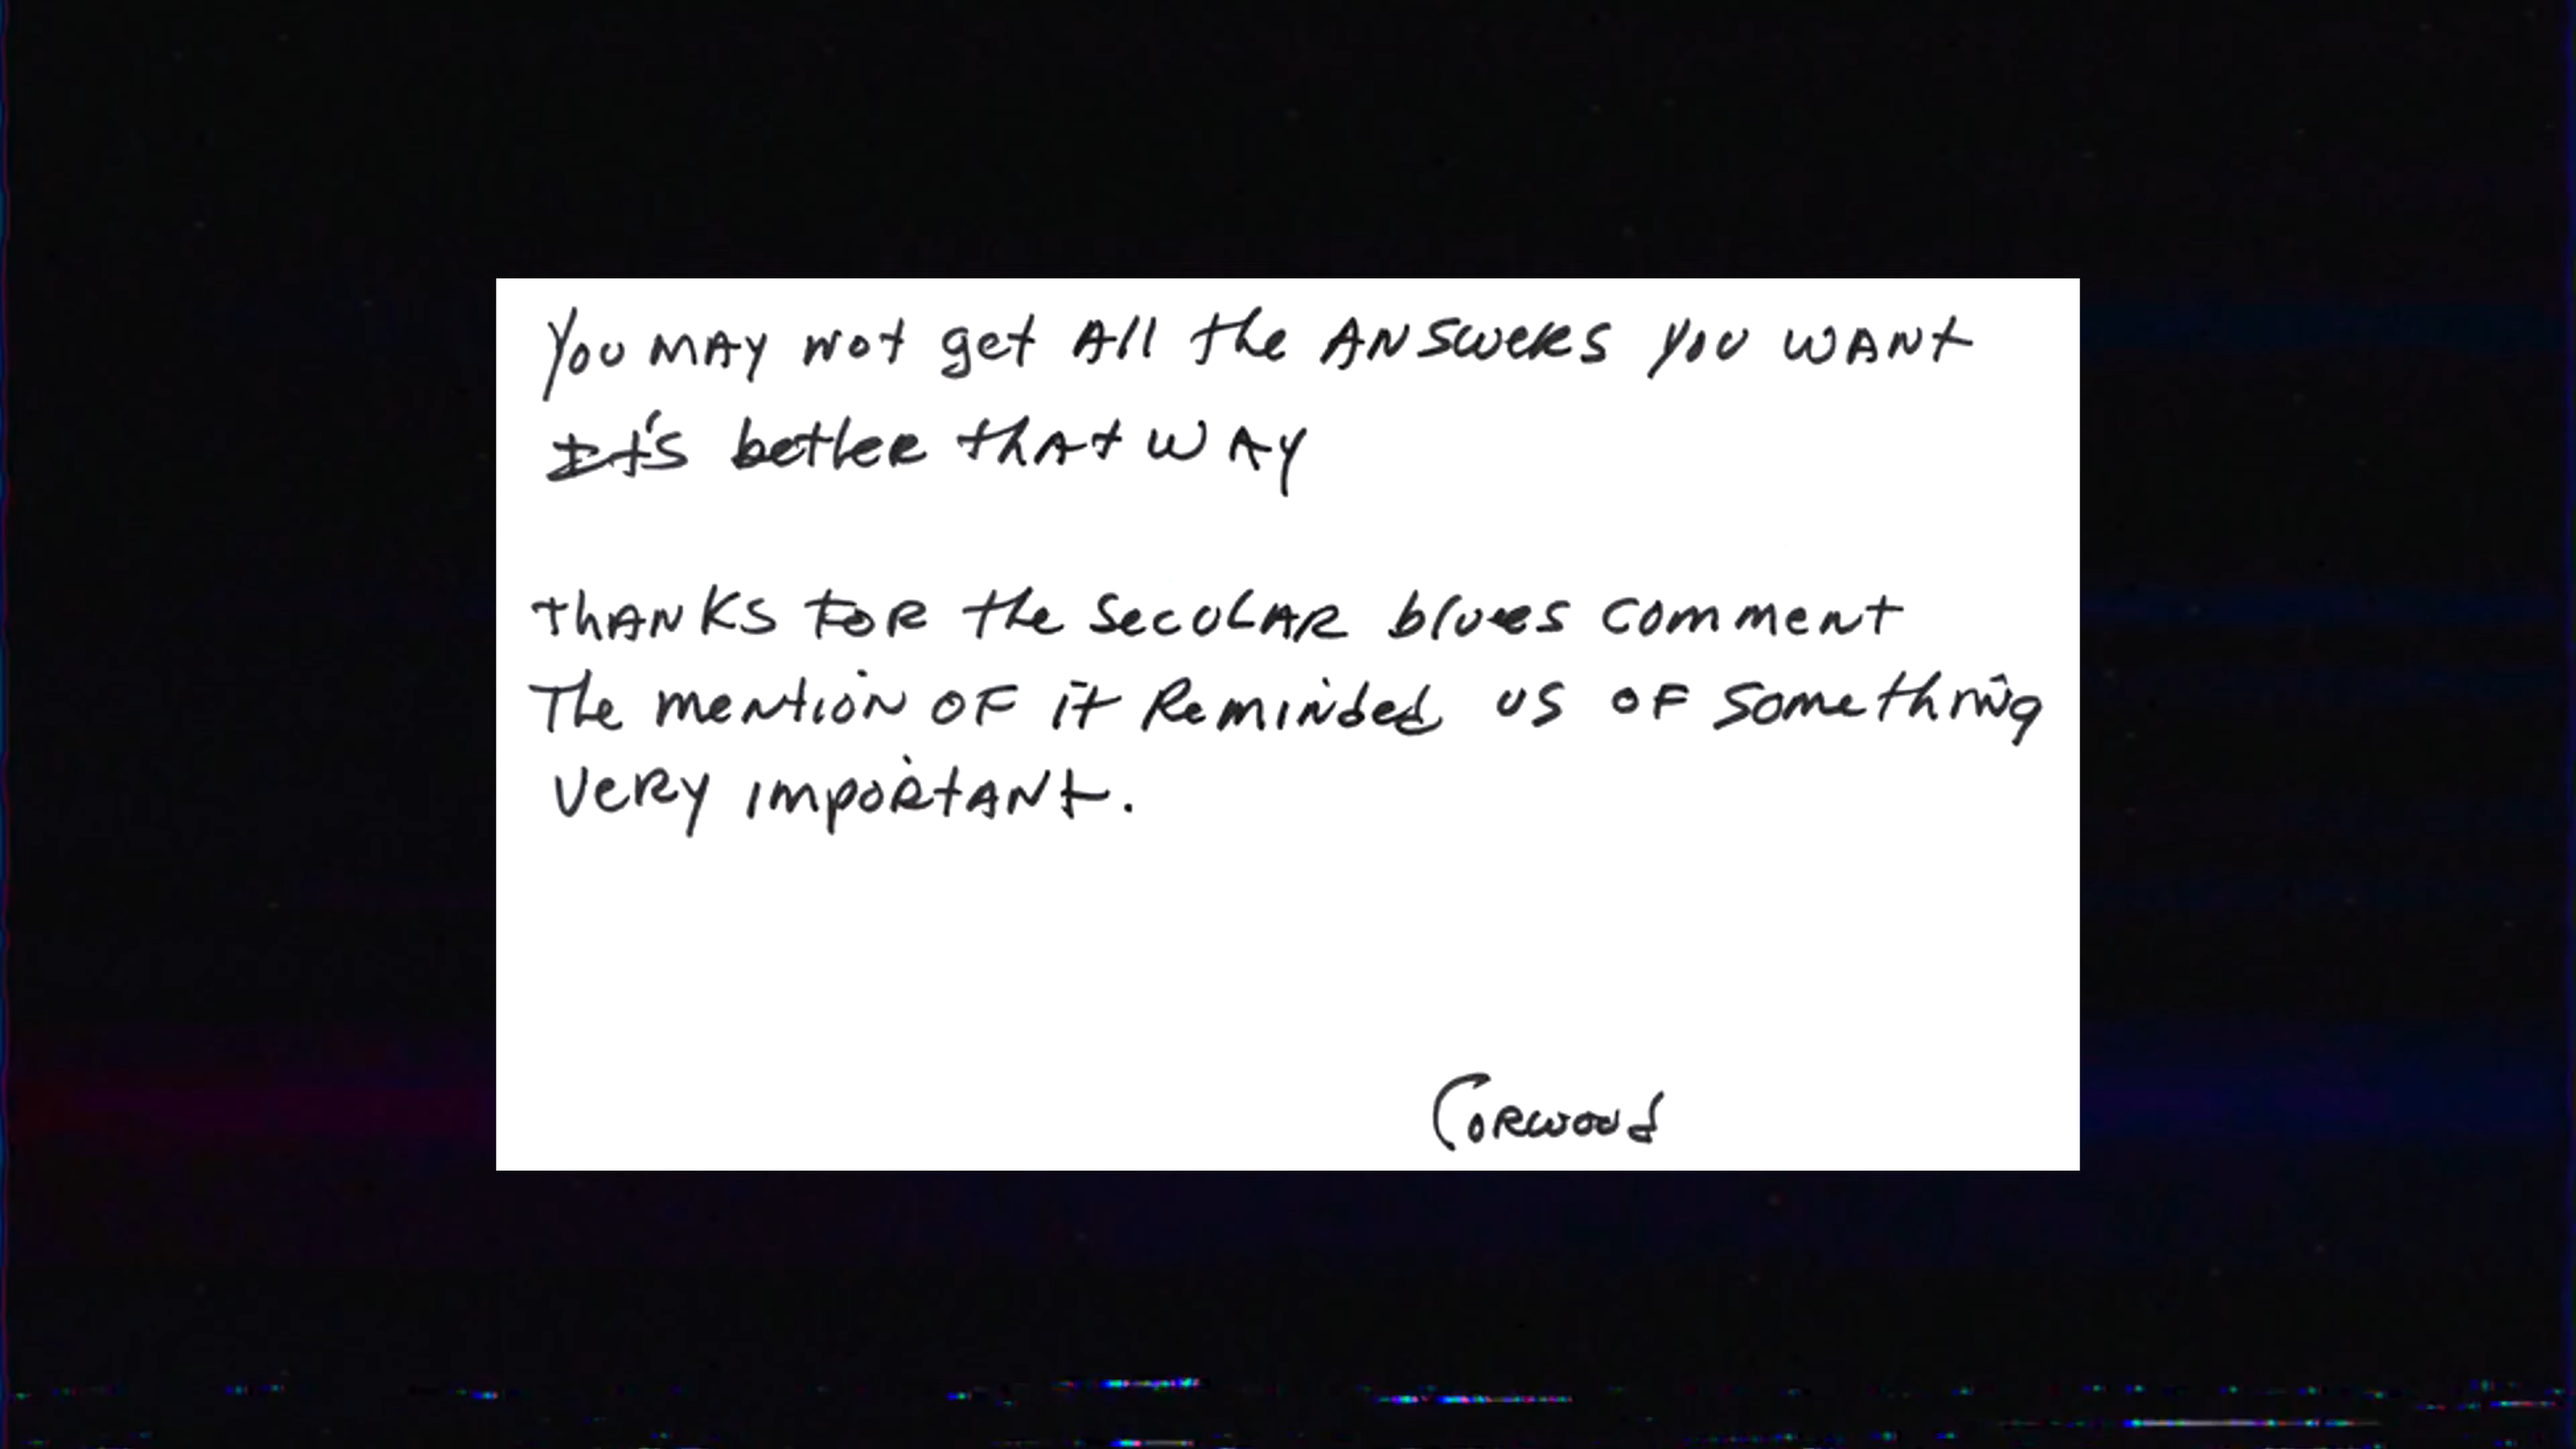 You MAY not get All the ANSWERS you WANT
It's better thAt WAY
thANKS FOR the SecULAR blues comment
The mention OF it Reminded US OF Something
VERY IMpORtANt.
Corwood